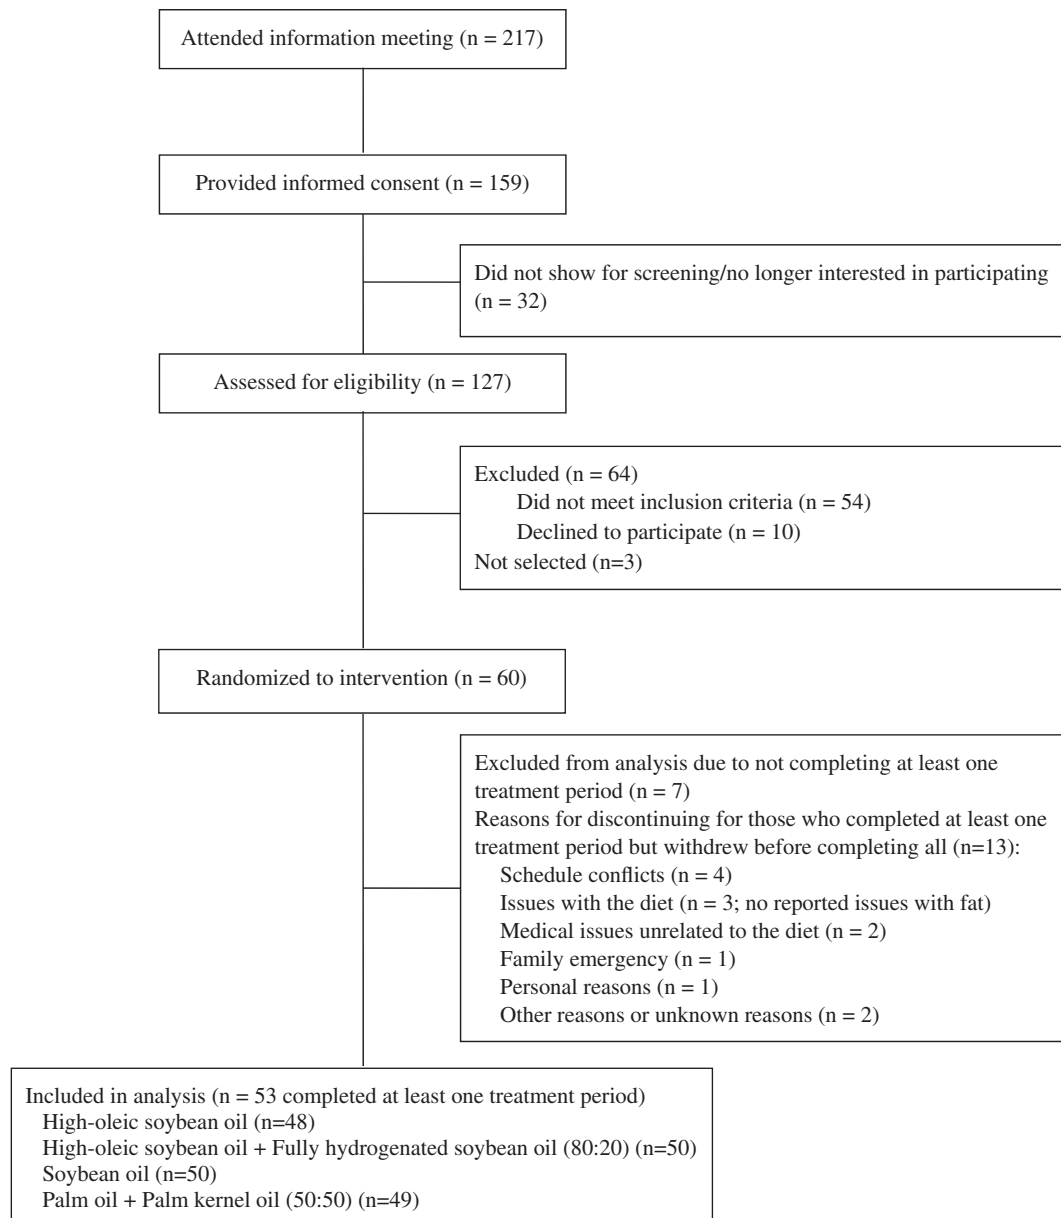 Attended information meeting (n = 217)
Provided informed consent (n = 159)
Did not show for screening/no longer interested in participating
(n = 32)
Assessed for eligibility (n = 127)
Excluded (n = 64)
Did not meet inclusion criteria (n = 54)
Declined to participate (n = 10)
Not selected (n=3)
Randomized to intervention (n = 60)
Excluded from analysis due to not completing at least one
treatment period (n = 7)
Reasons for discontinuing for those who completed at least one
treatment period but withdrew before completing all (n=13):
Schedule conflicts (n = 4)
Issues with the diet (n = 3; no reported issues with fat)
Medical issues unrelated to the diet (n = 2)
Family emergency (n = 1)
Personal reasons (n = 1)
Other reasons or unknown reasons (n = 2)
Included in analysis (n = 53 completed at least one treatment period)
High-oleic soybean oil (n=48)
High-oleic soybean oil + Fully hydrogenated soybean oil (80:20) (n=50)
Soybean oil (n=50)
Palm oil + Palm kernel oil (50:50) (n=49)